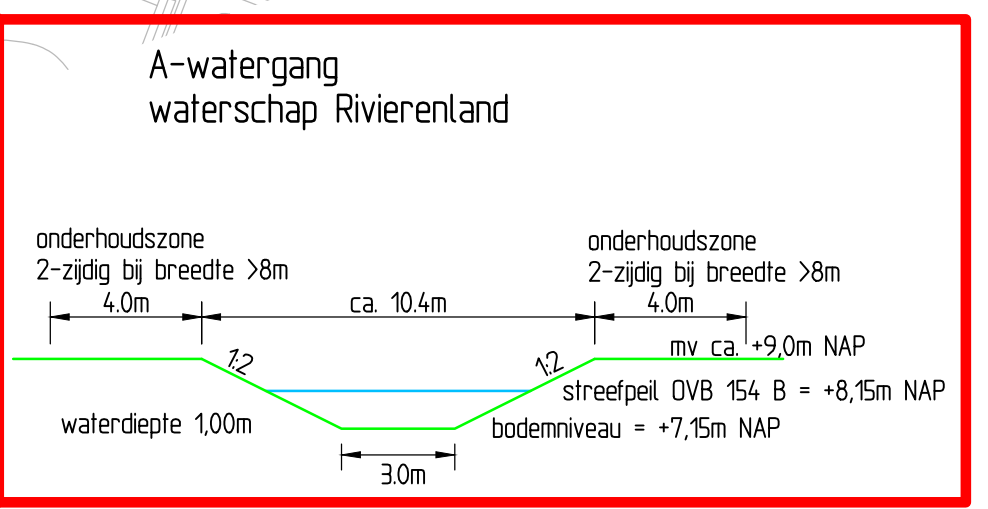 A-watergang
waterschap Rivierenland
onderhoudszone
2-zijdig bij breedte >8m
onderhoudszone
2-zijdig bij breedte >8m
4.0m
ca. 10.4m
4.0m
mv ca. +9,0m NAP
1:2
1:2
streefpeil OVB 154 B = +8,15m NAP
waterdiepte 1,00m
bodemniveau = +7,15m NAP
3.0m